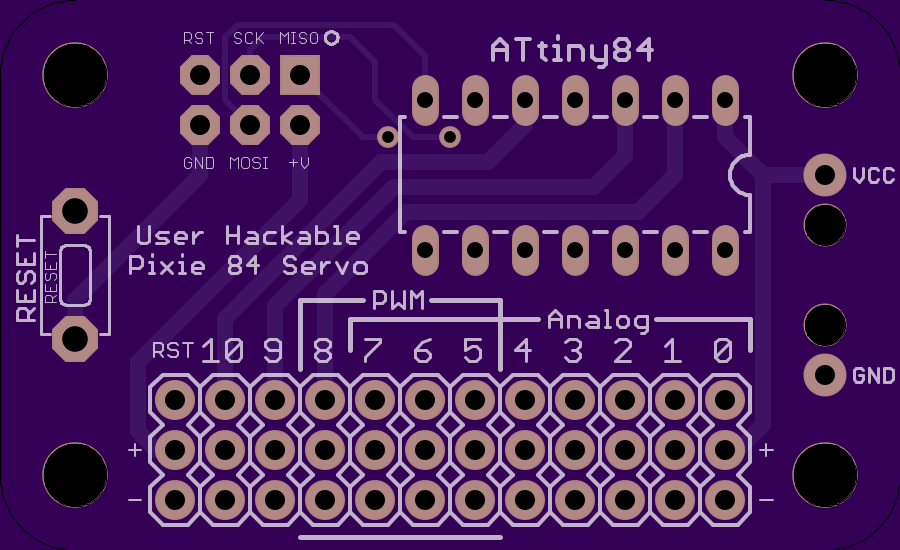 RST SCK MISO
ATtiny84
GND MOSI +V
VCC
User Hackable
Pixie 84 Servo
RESET
RESET
PWM
Analog
RST 10 9 8 7 6 5 4 3 2 1 0
GND
+ +
- -